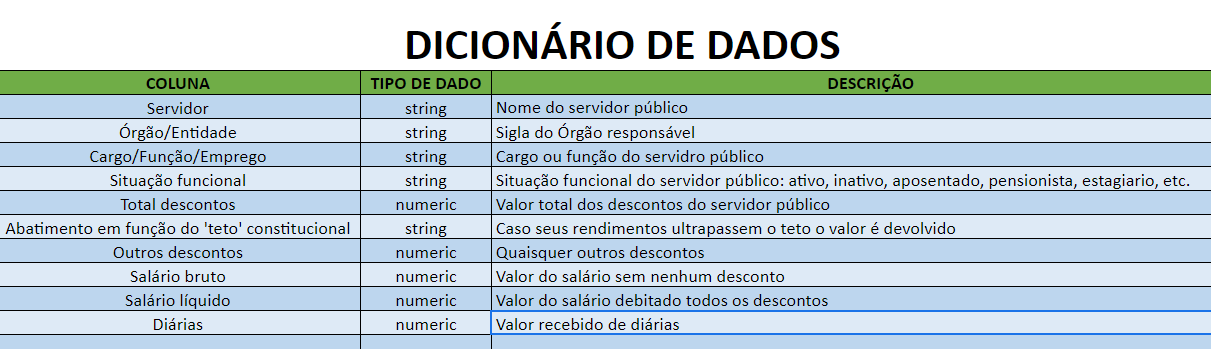 DICIONÁRIO DE DADOS
COLUNA TIPO DE DADO DESCRIÇÃO
Servidor string Nome do servidor público
Órgão/Entidade string Sigla do Órgão responsável
Cargo/Função/Emprego string Cargo ou função do servidro público
Situação funcional string Situação funcional do servidor público: ativo, inativo, aposentado, pensionista, estagiario, etc.
Total descontos numeric Valor total dos descontos do servidor público
Abatimento em função do 'teto' constitucional string Caso seus rendimentos ultrapassem o teto o valor é devolvido
Outros descontos numeric Quaisquer outros descontos
Salário bruto numeric Valor do salário sem nenhum desconto
Salário líquido numeric Valor do salário debitado todos os descontos
Diárias numeric Valor recebido de diárias